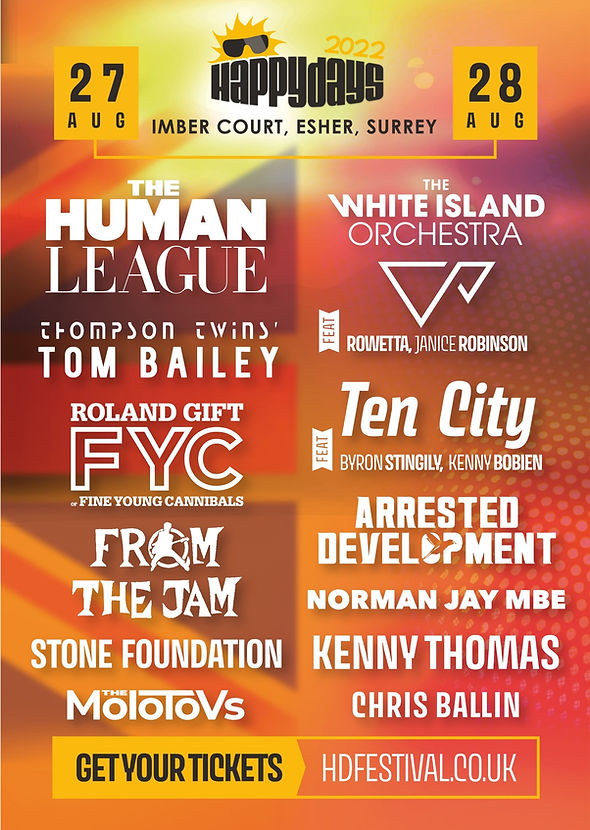 2022
HAPPYDAYS
27
AUG
28
AUG
IMBER COURT, ESHER, SURREY
THE
HUMAN
LEAGUE
THOMPSON TWINS'
TOM BAILEY
ROLAND GIFT
FYC
OF FINE YOUNG CANNIBALS
FROM
THE JAM
STONE FOUNDATION
THE
MOLOTOVS
THE
WHITE ISLAND
ORCHESTRA
FEAT
ROWETTA, JANICE ROBINSON
Ten City
FEAT
BYRON STINGILY, KENNY BOBIEN
ARRESTED
DEVELOPMENT
NORMAN JAY MBE
KENNY THOMAS
CHRIS BALLIN
GET YOUR TICKETS
HDFESTIVAL.CO.UK